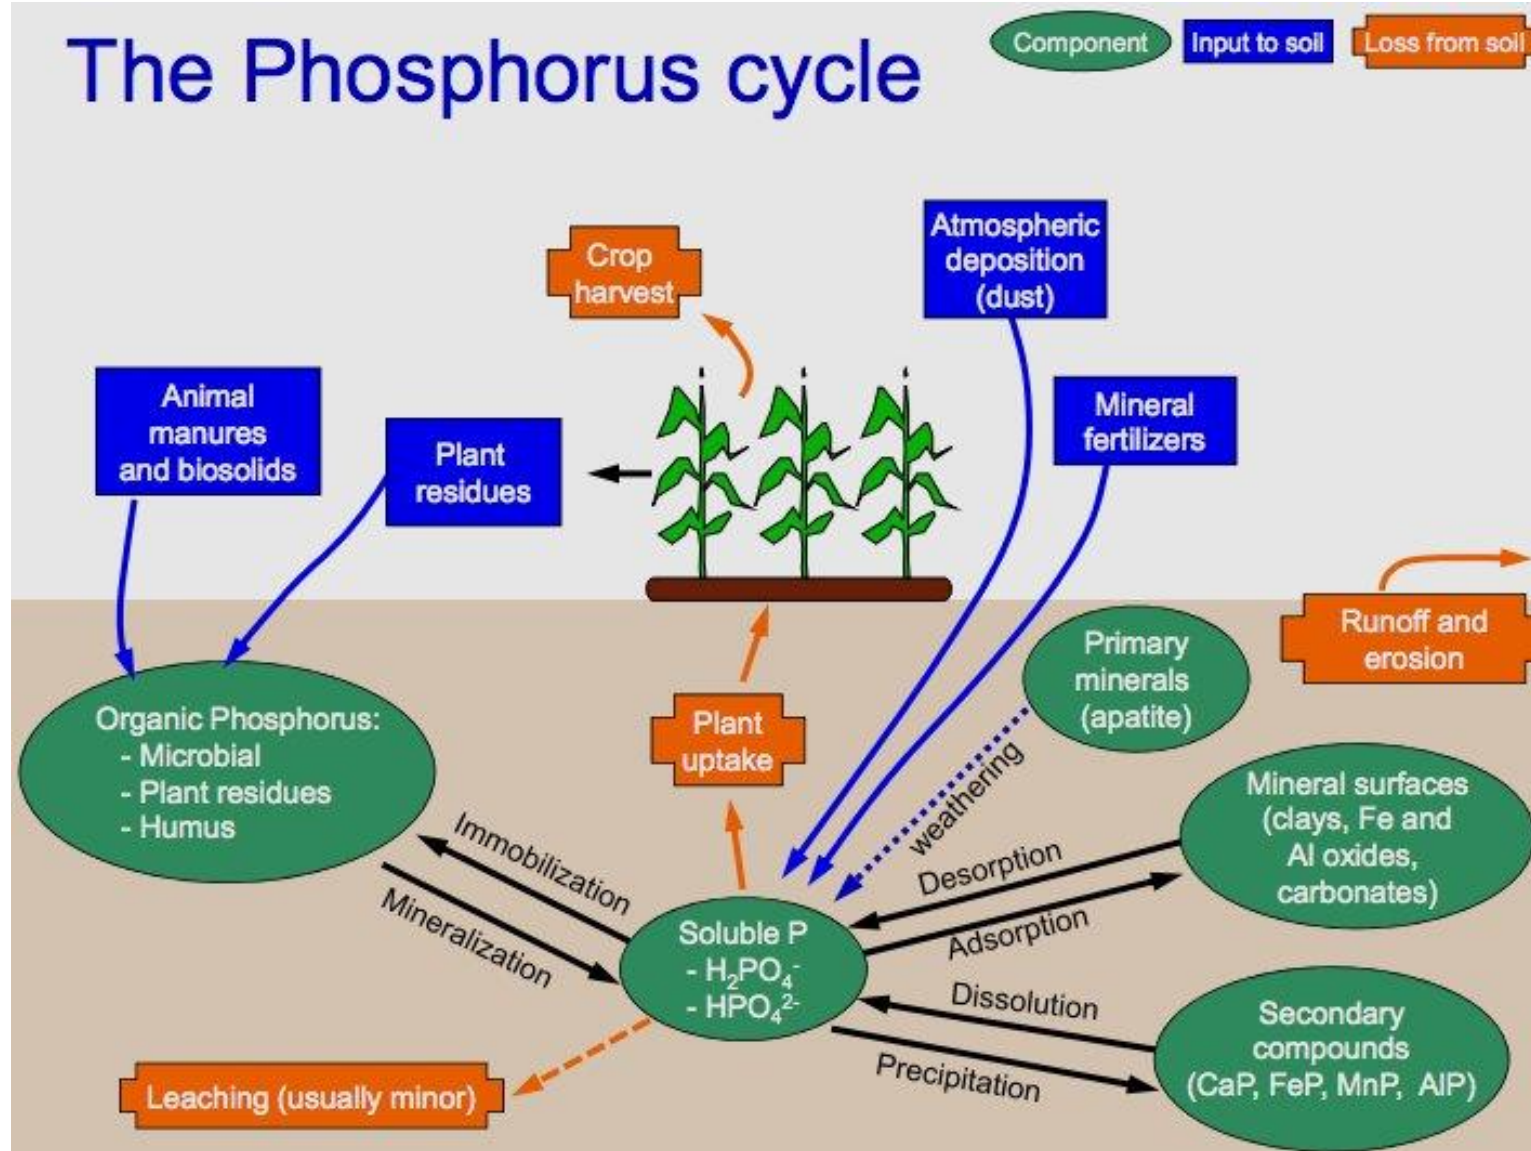 The Phosphorus cycle
Component
Input to soil
Loss from soil
Atmospheric
deposition
(dust)
Crop
harvest
Animal
manures
and biosolids
Plant
residues
Mineral
fertilizers
Runoff and
erosion
Primary
minerals
(apatite)
Organic Phosphorus:
- Microbial
- Plant residues
- Humus
Plant
uptake
weathering
Mineral surfaces
(clays, Fe and
Al oxides,
carbonates)
Immobilization
Mineralization
Desorption
Adsorption
Soluble P
- H₂PO₄⁻
- HPO₄²⁻
Dissolution
Precipitation
Secondary
compounds
(CaP, FeP, MnP, AlP)
Leaching (usually minor)